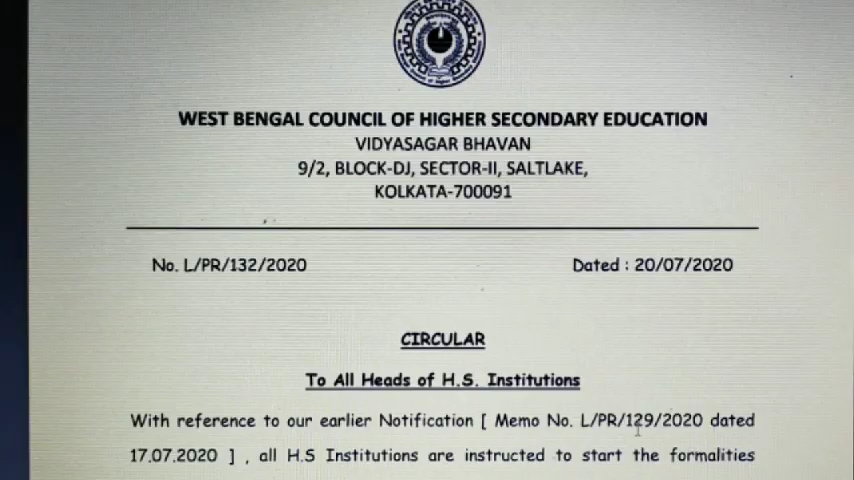 WEST BENGAL COUNCIL OF HIGHER SECONDARY EDUCATION
VIDYASAGAR BHAVAN
9/2, BLOCK-DJ, SECTOR-II, SALTLAKE,
KOLKATA-700091
No. L/PR/132/2020 Dated : 20/07/2020
CIRCULAR
To All Heads of H.S. Institutions
With reference to our earlier Notification [ Memo No. L/PR/129/2020 dated
17.07.2020 ] , all H.S Institutions are instructed to start the formalities